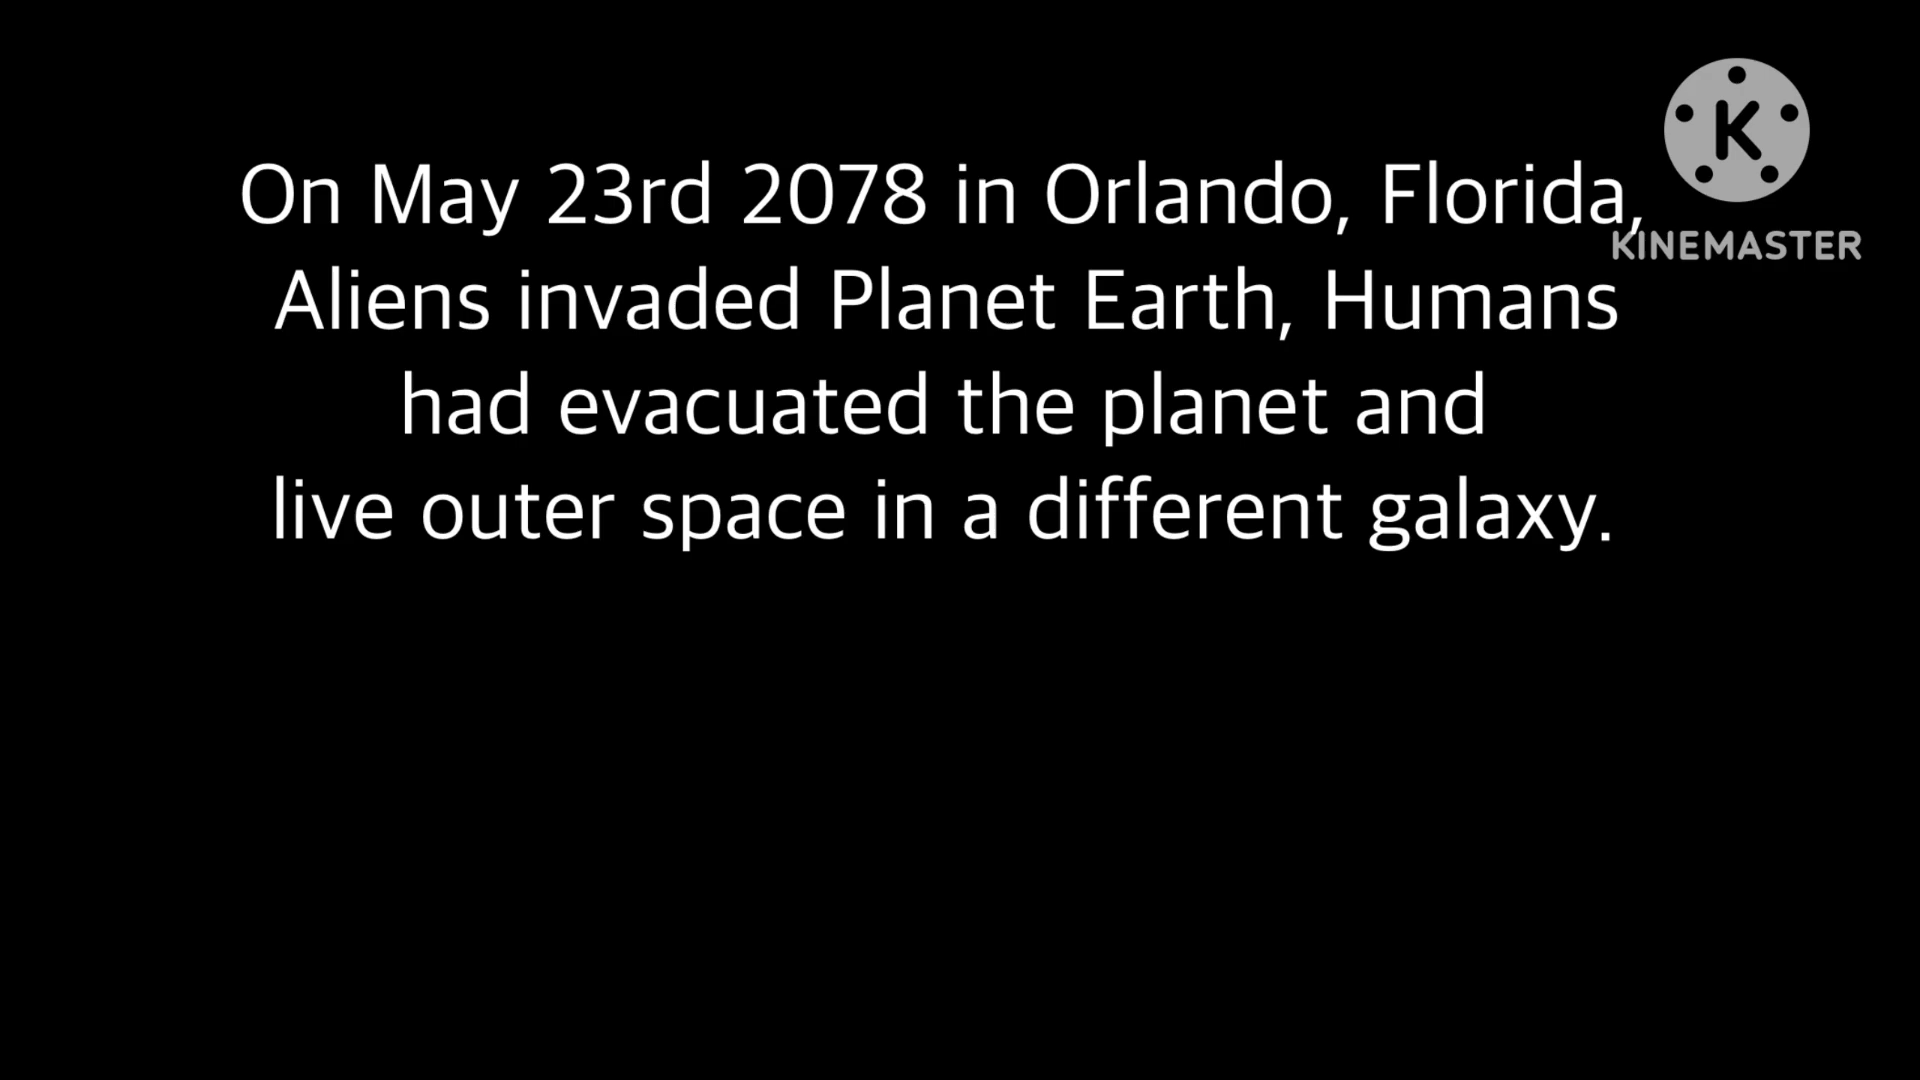 On May 23rd 2078 in Orlando, Florida,
K
KINEMASTER
Aliens invaded Planet Earth, Humans
had evacuated the planet and
live outer space in a different galaxy.